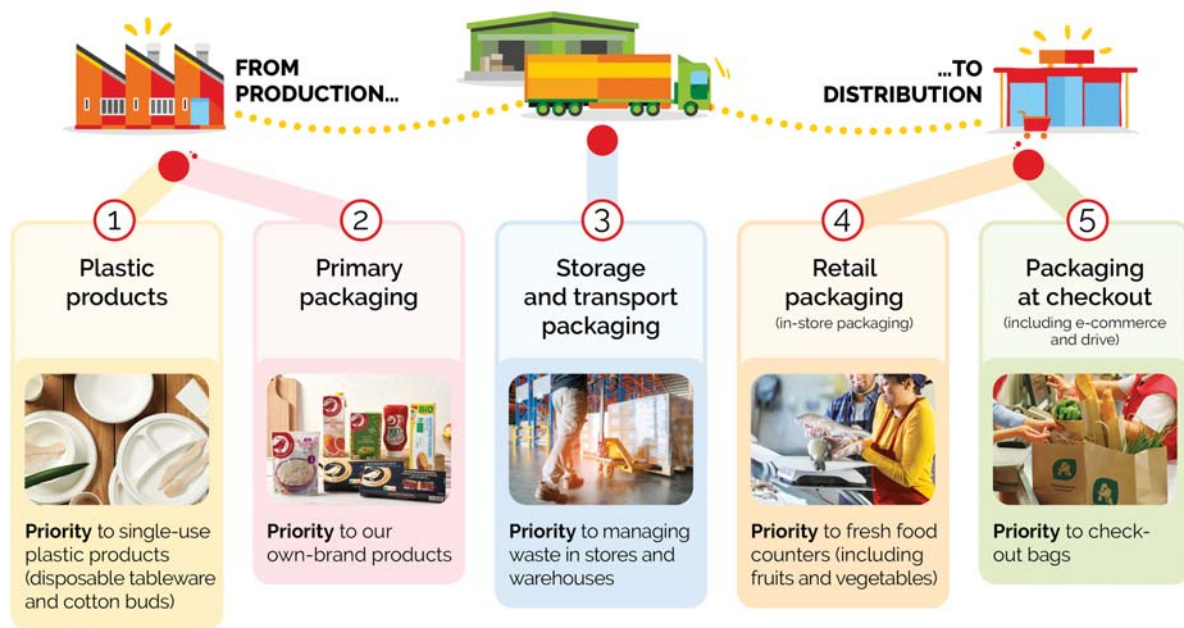 FROM
PRODUCTION...
...TO
DISTRIBUTION
1
Plastic
products
Priority to single-use
plastic products
(disposable tableware
and cotton buds)
2
Primary
packaging
Priority to our
own-brand products
3
Storage
and transport
packaging
Priority to managing
waste in stores and
warehouses
4
Retail
packaging
(in-store packaging)
Priority to fresh food
counters (including
fruits and vegetables)
5
Packaging
at checkout
(including e-commerce
and drive)
Priority to check-
out bags
BIO